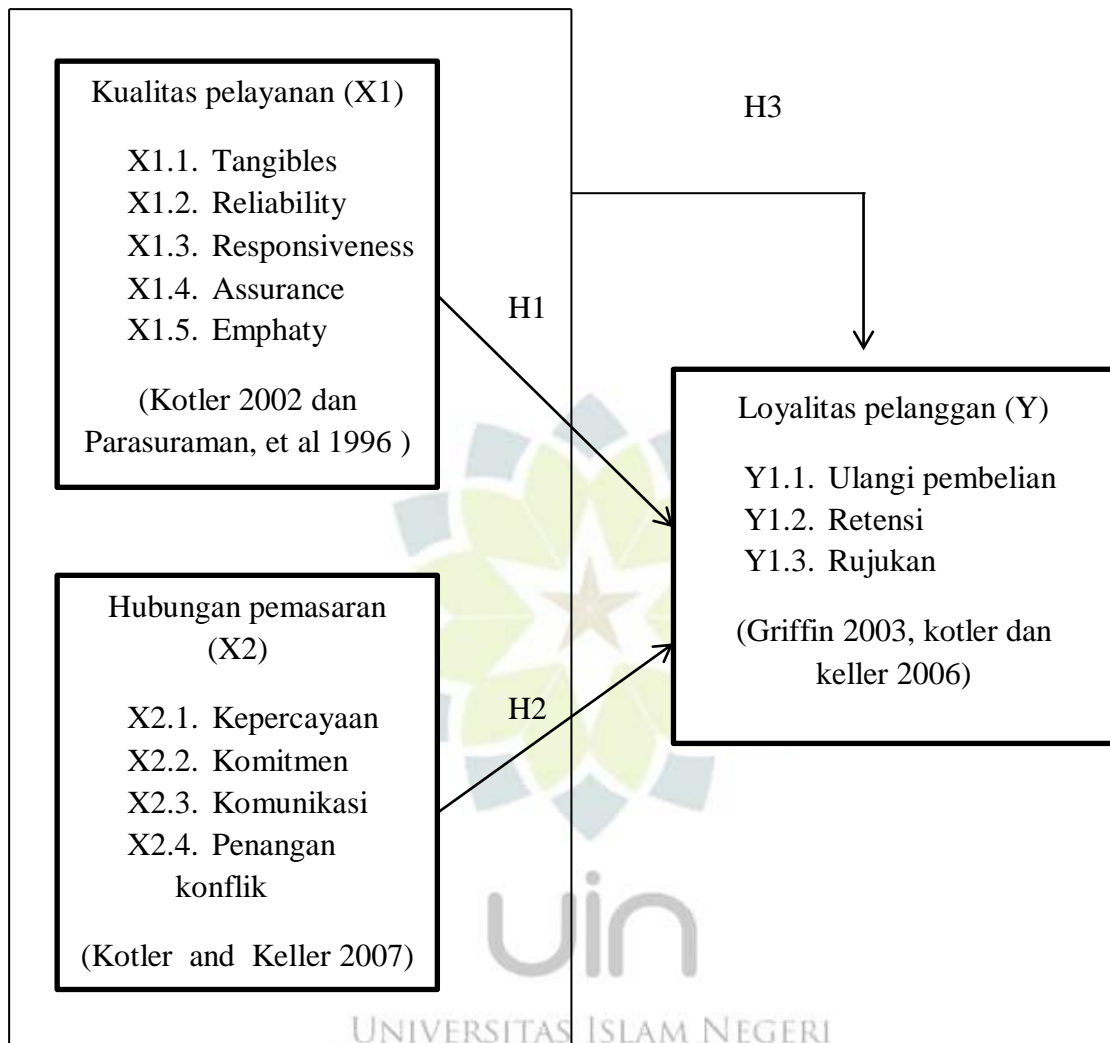 Kualitas pelayanan (X1)
X1.1. Tangibles
X1.2. Reliability
X1.3. Responsiveness
X1.4. Assurance
X1.5. Emphaty
(Kotler 2002 dan
Parasuraman, et al 1996 )
H3
H1
Loyalitas pelanggan (Y)
Y1.1. Ulangi pembelian
Y1.2. Retensi
Y1.3. Rujukan
(Griffin 2003, kotler dan
keller 2006)
Hubungan pemasaran
(X2)
X2.1. Kepercayaan
X2.2. Komitmen
X2.3. Komunikasi
X2.4. Penangan
konflik
(Kotler and Keller 2007)
H2
uin
UNIVERSITAS ISLAM NEGERI